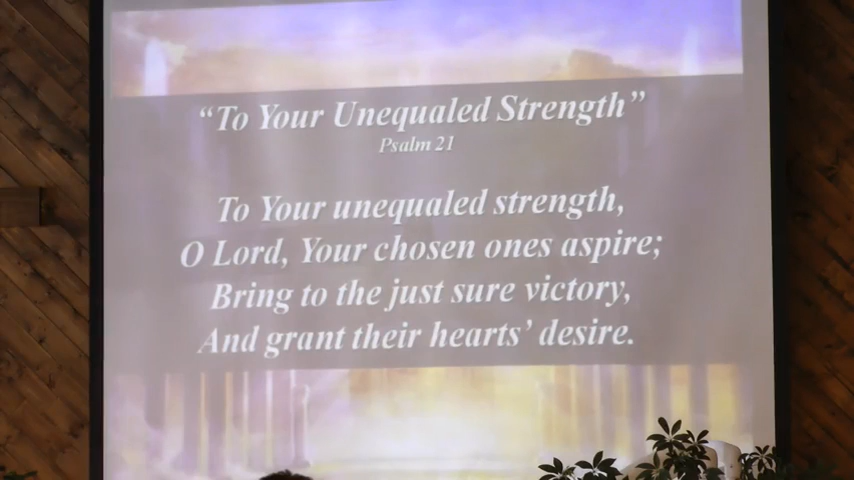 “To Your Unequaled Strength”
Psalm 21
To Your unequaled strength,
O Lord, Your chosen ones aspire;
Bring to the just sure victory,
And grant their hearts’ desire.